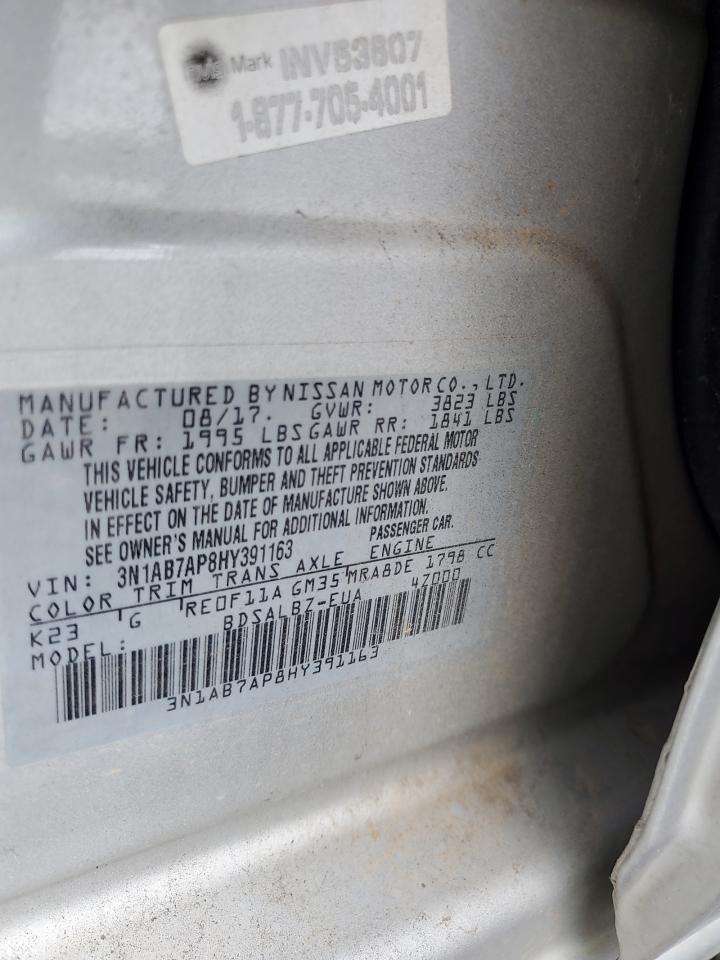 Mark INV63607
1-877-705-4001
MANUFACTURED BY NISSAN MOTOR CO., LTD.
DATE: 08/17. GVWR: 3823 LBS
GAWR FR: 1995 LBS GAWR RR: 1841 LBS
THIS VEHICLE CONFORMS TO ALL APPLICABLE FEDERAL MOTOR
VEHICLE SAFETY, BUMPER AND THEFT PREVENTION STANDARDS
IN EFFECT ON THE DATE OF MANUFACTURE SHOWN ABOVE.
SEE OWNER'S MANUAL FOR ADDITIONAL INFORMATION.
VIN: 3N1AB7AP8HY391163 PASSENGER CAR.
COLOR TRIM TRANS AXLE ENGINE
K23 G RE0F11A GM35 MRA8DE 1798 CC
MODEL: BDSALBZ-EUA 47000
3N1AB7AP8HY391163